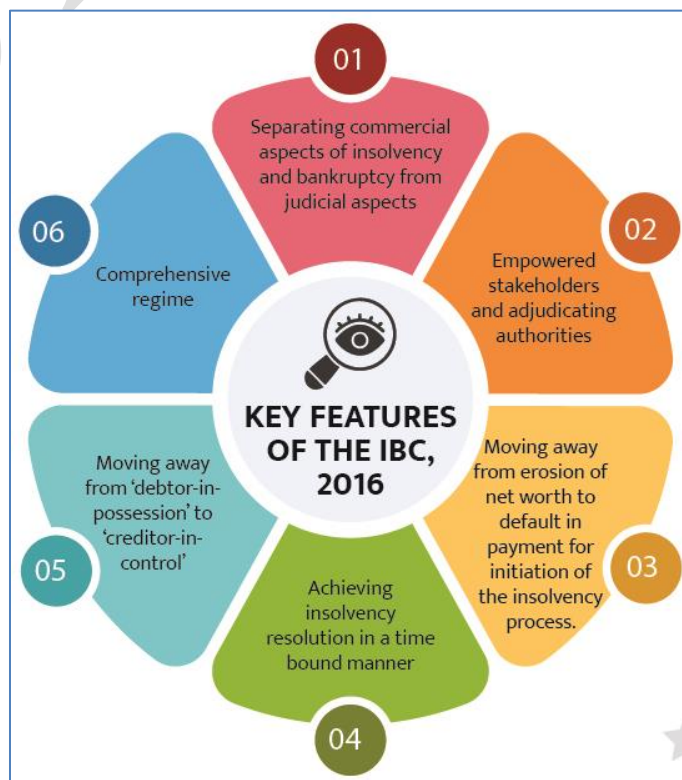 KEY FEATURES
OF THE IBC,
2016
01
Separating commercial
aspects of insolvency
and bankruptcy from
judicial aspects
02
Empowered
stakeholders
and adjudicating
authorities
03
Moving away
from erosion of
net worth to
default in
payment for
initiation of
the insolvency
process.
04
Achieving
insolvency
resolution in a time
bound manner
05
Moving away
from ‘debtor-in-
possession’ to
‘creditor-in-
control’
06
Comprehensive
regime